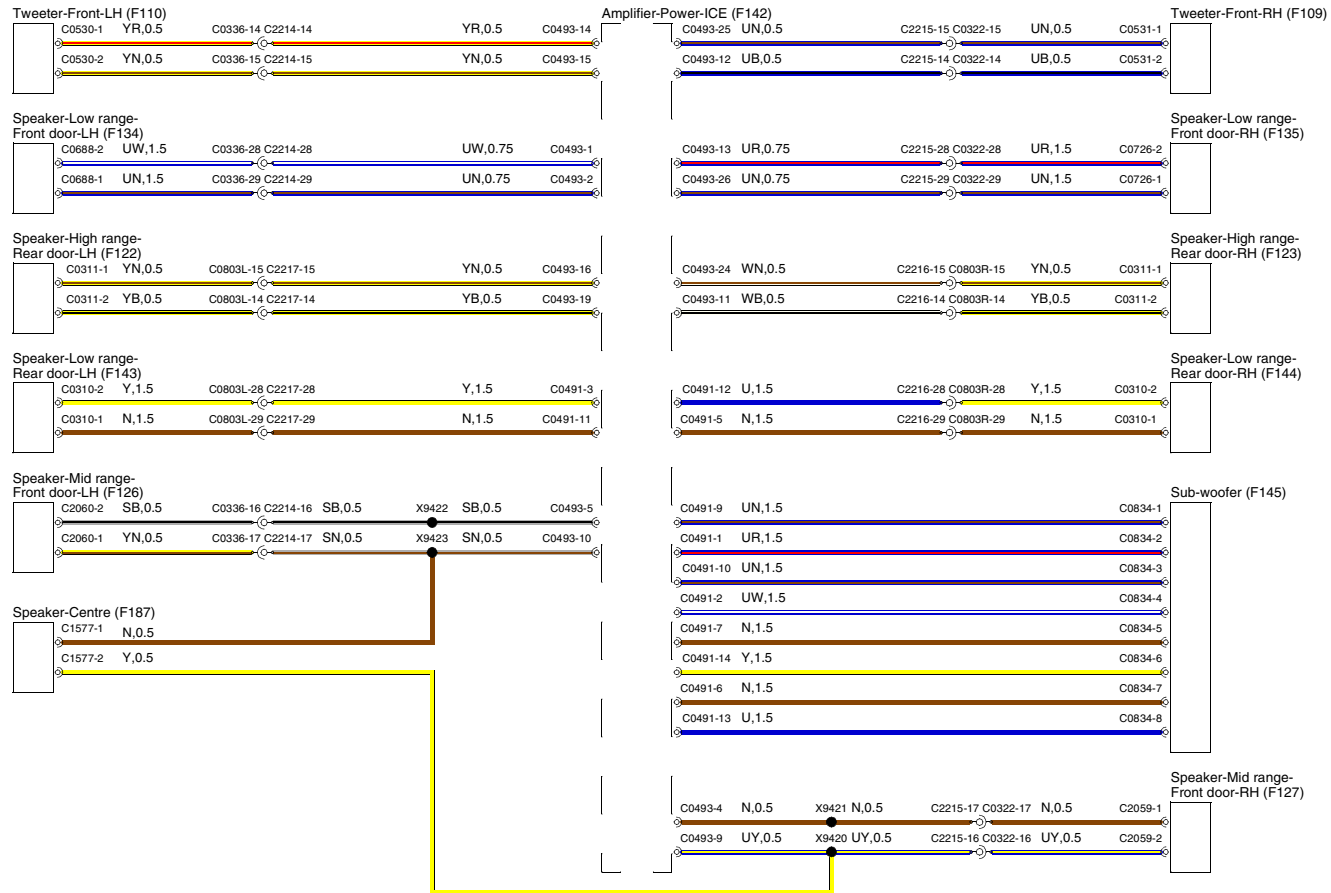 Tweeter-Front-LH (F110)
Amplifier-Power-ICE (F142)
Tweeter-Front-RH (F109)
C0530-1 YR,0.5 C0336-14 C2214-14 YR,0.5 C0493-14
C0493-25 UN,0.5 C2215-15 C0322-15 UN,0.5 C0531-1
C0530-2 YN,0.5 C0336-15 C2214-15 YN,0.5 C0493-15
C0493-12 UB,0.5 C2215-14 C0322-14 UB,0.5 C0531-2
Speaker-Low range-
Front door-LH (F134)
Speaker-Low range-
Front door-RH (F135)
C0688-2 UW,1.5 C0336-28 C2214-28 UW,0.75 C0493-1
C0493-13 UR,0.75 C2215-28 C0322-28 UR,1.5 C0726-2
C0688-1 UN,1.5 C0336-29 C2214-29 UN,0.75 C0493-2
C0493-26 UN,0.75 C2215-29 C0322-29 UN,1.5 C0726-1
Speaker-High range-
Rear door-LH (F122)
Speaker-High range-
Rear door-RH (F123)
C0311-1 YN,0.5 C0803L-15 C2217-15 YN,0.5 C0493-16
C0493-24 WN,0.5 C2216-15 C0803R-15 YN,0.5 C0311-1
C0311-2 YB,0.5 C0803L-14 C2217-14 YB,0.5 C0493-19
C0493-11 WB,0.5 C2216-14 C0803R-14 YB,0.5 C0311-2
Speaker-Low range-
Rear door-LH (F143)
Speaker-Low range-
Rear door-RH (F144)
C0310-2 Y,1.5 C0803L-28 C2217-28 Y,1.5 C0491-3
C0491-12 U,1.5 C2216-28 C0803R-28 Y,1.5 C0310-2
C0310-1 N,1.5 C0803L-29 C2217-29 N,1.5 C0491-11
C0491-5 N,1.5 C2216-29 C0803R-29 N,1.5 C0310-1
Speaker-Mid range-
Front door-LH (F126)
Sub-woofer (F145)
C2060-2 SB,0.5 C0336-16 C2214-16 SB,0.5 X9422 SB,0.5 C0493-5
C0491-9 UN,1.5 C0834-1
C2060-1 YN,0.5 C0336-17 C2214-17 SN,0.5 X9423 SN,0.5 C0493-10
C0491-1 UR,1.5 C0834-2
C0491-10 UN,1.5 C0834-3
C0491-2 UW,1.5 C0834-4
Speaker-Centre (F187)
C1577-1 N,0.5
C0491-7 N,1.5 C0834-5
C1577-2 Y,0.5
C0491-14 Y,1.5 C0834-6
C0491-6 N,1.5 C0834-7
C0491-13 U,1.5 C0834-8
Speaker-Mid range-
Front door-RH (F127)
C0493-4 N,0.5 X9421 N,0.5 C2215-17 C0322-17 N,0.5 C2059-1
C0493-9 UY,0.5 X9420 UY,0.5 C2215-16 C0322-16 UY,0.5 C2059-2